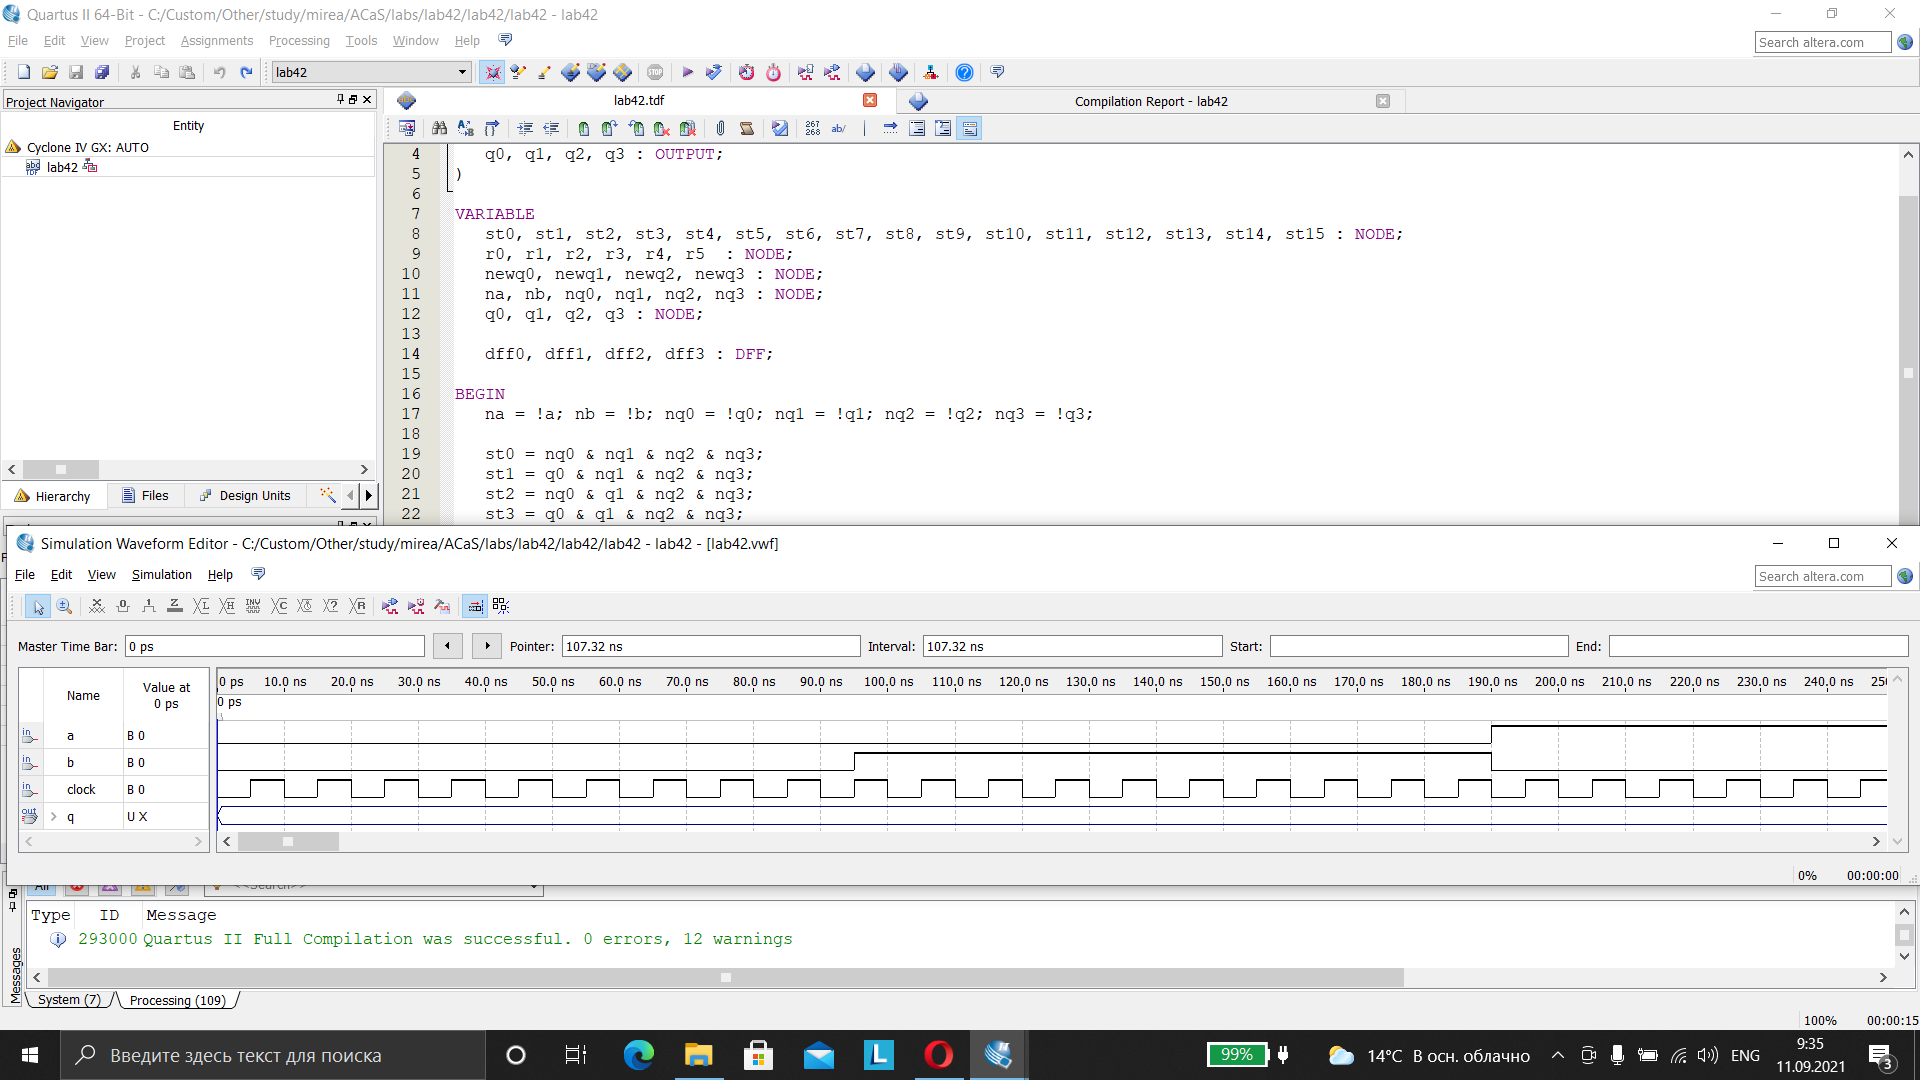 Quartus II 64-Bit - C:/Custom/Other/study/mirea/ACaS/labs/lab42/lab42/lab42 - lab42
File Edit View Project Assignments Processing Tools Window Help
Search altera.com
lab42
STOP
Project Navigator
Entity
Cyclone IV GX: AUTO
lab42
Hierarchy Files Design Units
lab42.tdf
Compilation Report - lab42
267 268 ab/
4 q0, q1, q2, q3 : OUTPUT;
5 )
6
7 VARIABLE
8 st0, st1, st2, st3, st4, st5, st6, st7, st8, st9, st10, st11, st12, st13, st14, st15 : NODE;
9 r0, r1, r2, r3, r4, r5  : NODE;
10 newq0, newq1, newq2, newq3 : NODE;
11 na, nb, nq0, nq1, nq2, nq3 : NODE;
12 q0, q1, q2, q3 : NODE;
13
14 dff0, dff1, dff2, dff3 : DFF;
15
16 BEGIN
17 na = !a; nb = !b; nq0 = !q0; nq1 = !q1; nq2 = !q2; nq3 = !q3;
18
19 st0 = nq0 & nq1 & nq2 & nq3;
20 st1 = q0 & nq1 & nq2 & nq3;
21 st2 = nq0 & q1 & nq2 & nq3;
22 st3 = q0 & q1 & nq2 & nq3;
Simulation Waveform Editor - C:/Custom/Other/study/mirea/ACaS/labs/lab42/lab42/lab42 - lab42 - [lab42.vwf]
File Edit View Simulation Help
Search altera.com
Master Time Bar: 0 ps Pointer: 107.32 ns Interval: 107.32 ns Start: End:
Name Value at 0 ps
0 ps 10.0 ns 20.0 ns 30.0 ns 40.0 ns 50.0 ns 60.0 ns 70.0 ns 80.0 ns 90.0 ns 100.0 ns 110.0 ns 120.0 ns 130.0 ns 140.0 ns 150.0 ns 160.0 ns 170.0 ns 180.0 ns 190.0 ns 200.0 ns 210.0 ns 220.0 ns 230.0 ns 240.0 ns
0 ps
in a B 0
in b B 0
in clock B 0
out q U X
0% 00:00:00
All <<Search>>
Type ID Message
293000 Quartus II Full Compilation was successful. 0 errors, 12 warnings
Messages
System (7) Processing (109)
100% 00:00:15
Введите здесь текст для поиска
L
99%
14°C В осн. облачно
ENG
9:35
11.09.2021
3